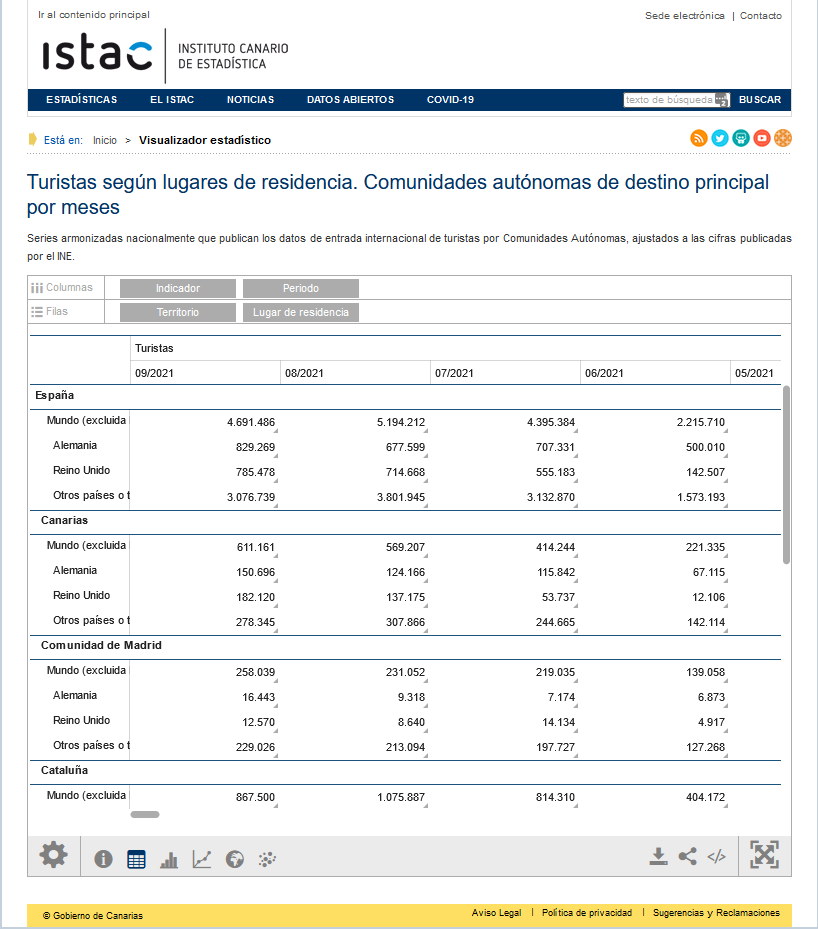 Ir al contenido principal
Sede electrónica | Contacto
istac
INSTITUTO CANARIO
DE ESTADÍSTICA
ESTADÍSTICAS EL ISTAC NOTICIAS DATOS ABIERTOS COVID-19 texto de búsqueda BUSCAR
Está en: Inicio > Visualizador estadístico
Turistas según lugares de residencia. Comunidades autónomas de destino principal
por meses
Series armonizadas nacionalmente que publican los datos de entrada internacional de turistas por Comunidades Autónomas, ajustados a las cifras publicadas
por el INE.
Columnas Indicador Periodo
Filas Territorio Lugar de residencia
Turistas
09/2021 08/2021 07/2021 06/2021 05/2021
España
Mundo (excluida 4.691.486 5.194.212 4.395.384 2.215.710
Alemania 829.269 677.599 707.331 500.010
Reino Unido 785.478 714.668 555.183 142.507
Otros países o t 3.076.739 3.801.945 3.132.870 1.573.193
Canarias
Mundo (excluida 611.161 569.207 414.244 221.335
Alemania 150.696 124.166 115.842 67.115
Reino Unido 182.120 137.175 53.737 12.106
Otros países o t 278.345 307.866 244.665 142.114
Comunidad de Madrid
Mundo (excluida 258.039 231.052 219.035 139.058
Alemania 16.443 9.318 7.174 6.873
Reino Unido 12.570 8.640 14.134 4.917
Otros países o t 229.026 213.094 197.727 127.268
Cataluña
Mundo (excluida 867.500 1.075.887 814.310 404.172
© Gobierno de Canarias
Aviso Legal | Política de privacidad | Sugerencias y Reclamaciones